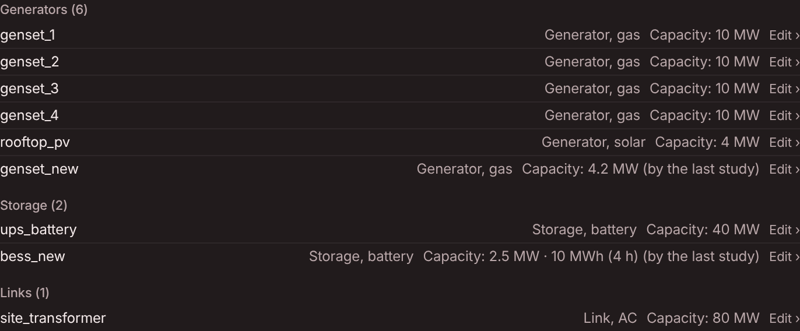 Generators (6)
genset_1 Generator, gas Capacity: 10 MW Edit ›
genset_2 Generator, gas Capacity: 10 MW Edit ›
genset_3 Generator, gas Capacity: 10 MW Edit ›
genset_4 Generator, gas Capacity: 10 MW Edit ›
rooftop_pv Generator, solar Capacity: 4 MW Edit ›
genset_new Generator, gas Capacity: 4.2 MW (by the last study) Edit ›
Storage (2)
ups_battery Storage, battery Capacity: 40 MW Edit ›
bess_new Storage, battery Capacity: 2.5 MW · 10 MWh (4 h) (by the last study) Edit ›
Links (1)
site_transformer Link, AC Capacity: 80 MW Edit ›